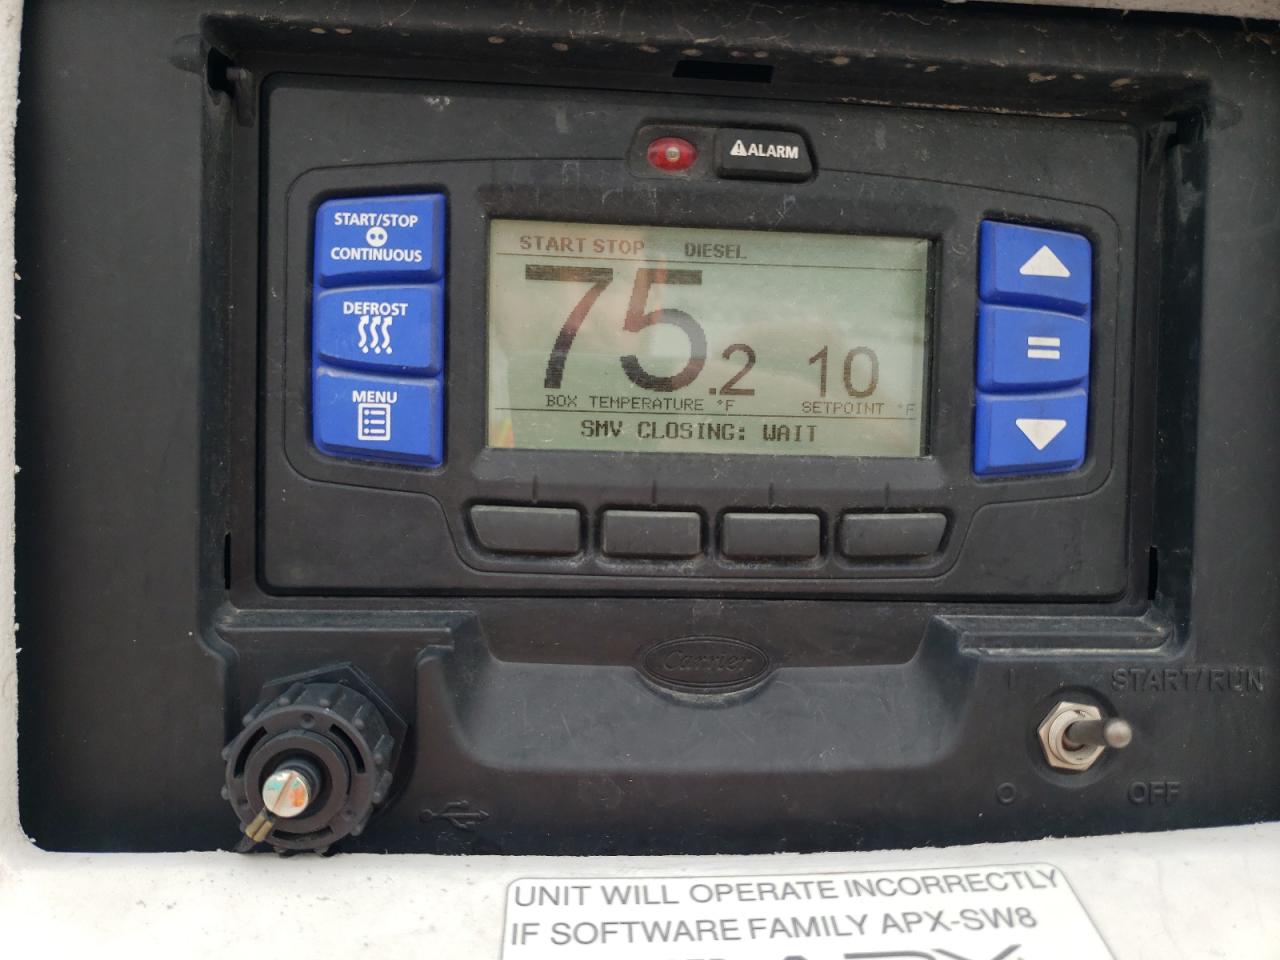 ALARM
START/STOP
CONTINUOUS
DEFROST
MENU
START STOP DIESEL
75.2 10
BOX TEMPERATURE °F SETPOINT °F
SMV CLOSING: WAIT
Carrier
I START/RUN
O OFF
UNIT WILL OPERATE INCORRECTLY
IF SOFTWARE FAMILY APX-SW8